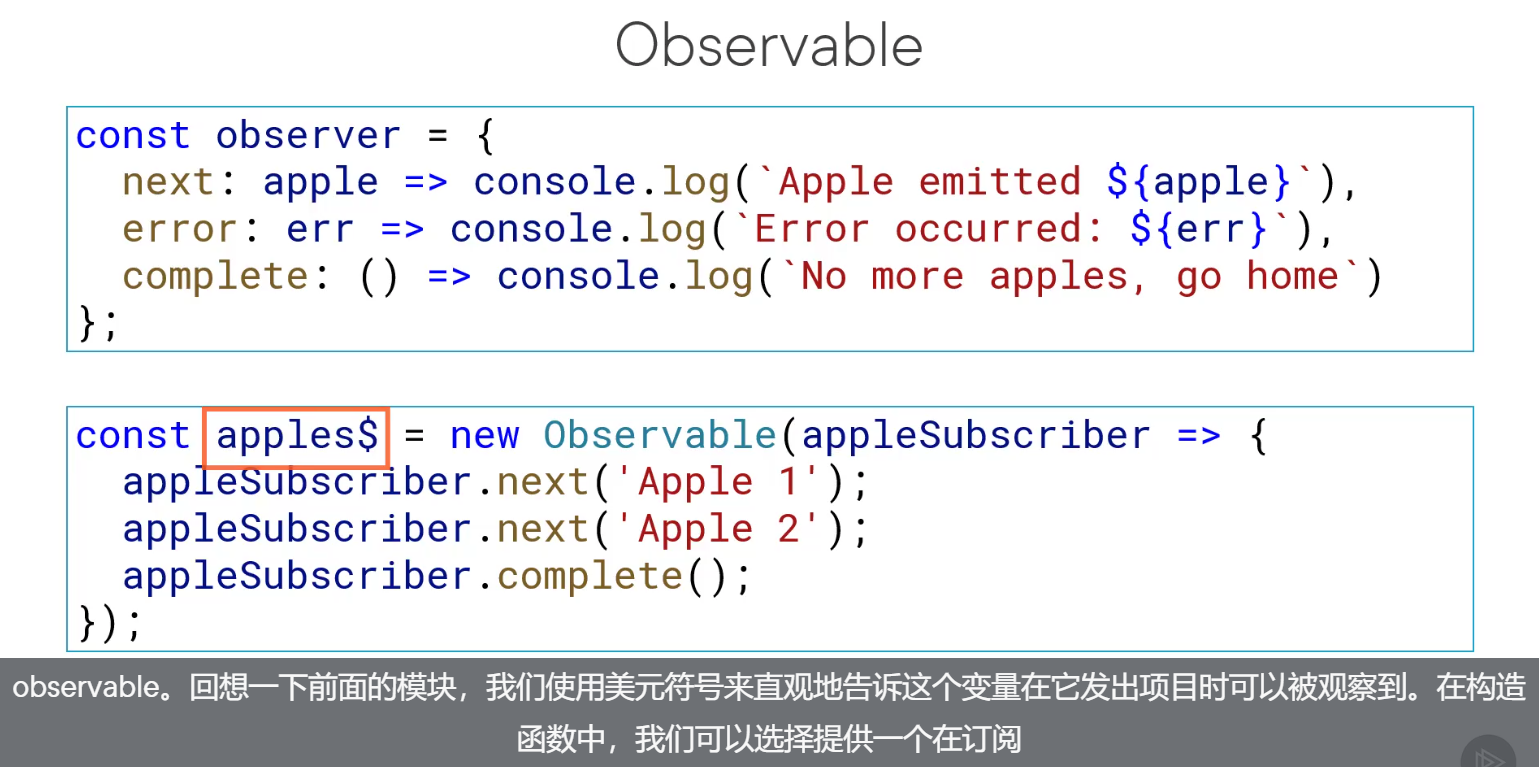 Observable
const observer = {
  next: apple => console.log(`Apple emitted ${apple}`),
  error: err => console.log(`Error occurred: ${err}`),
  complete: () => console.log(`No more apples, go home`)
};
const apples$ = new Observable(appleSubscriber => {
  appleSubscriber.next('Apple 1');
  appleSubscriber.next('Apple 2');
  appleSubscriber.complete();
});
observable。回想一下前面的模块，我们使用美元符号来直观地告诉这个变量在它发出项目时可以被观察到。在构造
函数中，我们可以选择提供一个在订阅